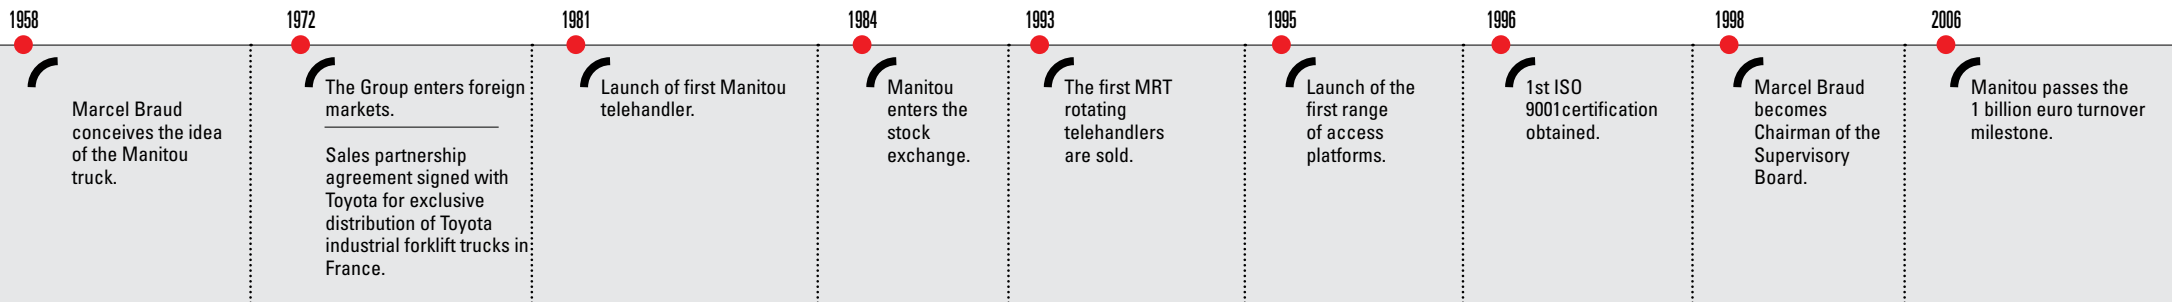 1958
Marcel Braud
conceives the idea
of the Manitou
truck.
1972
The Group enters foreign
markets.
Sales partnership
agreement signed with
Toyota for exclusive
distribution of Toyota
industrial forklift trucks in
France.
1981
Launch of first Manitou
telehandler.
1984
Manitou
enters the
stock
exchange.
1993
The first MRT
rotating
telehandlers
are sold.
1995
Launch of the
first range
of access
platforms.
1996
1st ISO
9001certification
obtained.
1998
Marcel Braud
becomes
Chairman of the
Supervisory
Board.
2006
Manitou passes the
1 billion euro turnover
milestone.